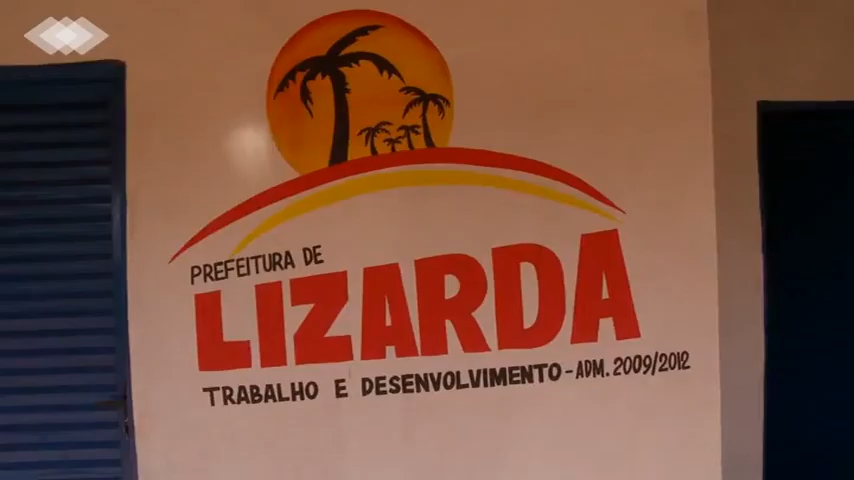 PREFEITURA DE
LIZARDA
TRABALHO E DESENVOLVIMENTO - ADM. 2009/2012